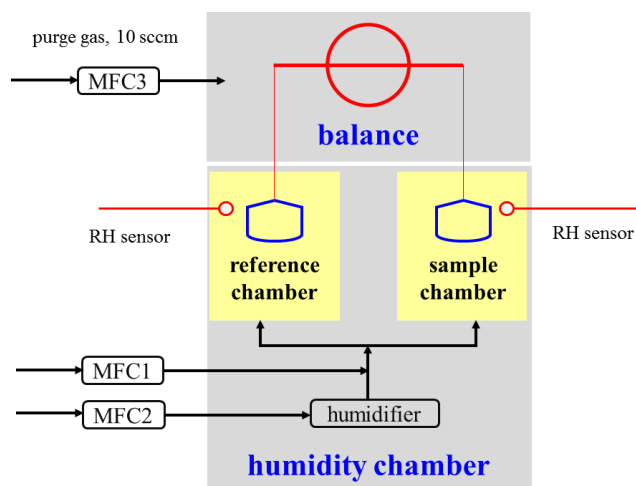 purge gas, 10 sccm
MFC3
balance
RH sensor
RH sensor
reference
chamber
sample
chamber
MFC1
MFC2
humidifier
humidity chamber